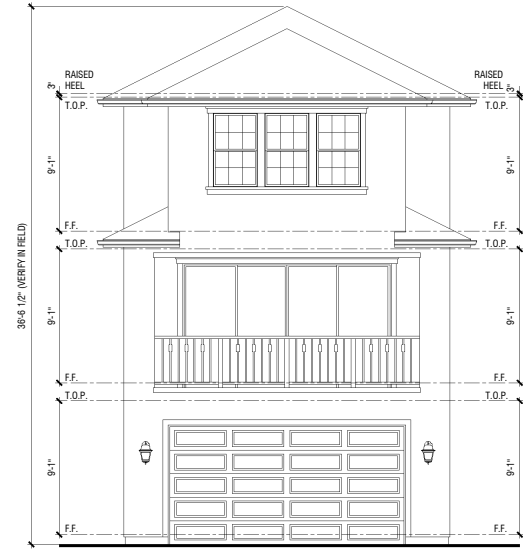 RAISED
HEEL
3"
T.O.P.
9'-1"
F.F.
T.O.P.
9'-1"
F.F.
T.O.P.
9'-1"
F.F.
36'-6 1/2" (VERIFY IN FIELD)
RAISED
HEEL
3"
T.O.P.
9'-1"
F.F.
T.O.P.
9'-1"
F.F.
T.O.P.
9'-1"
F.F.